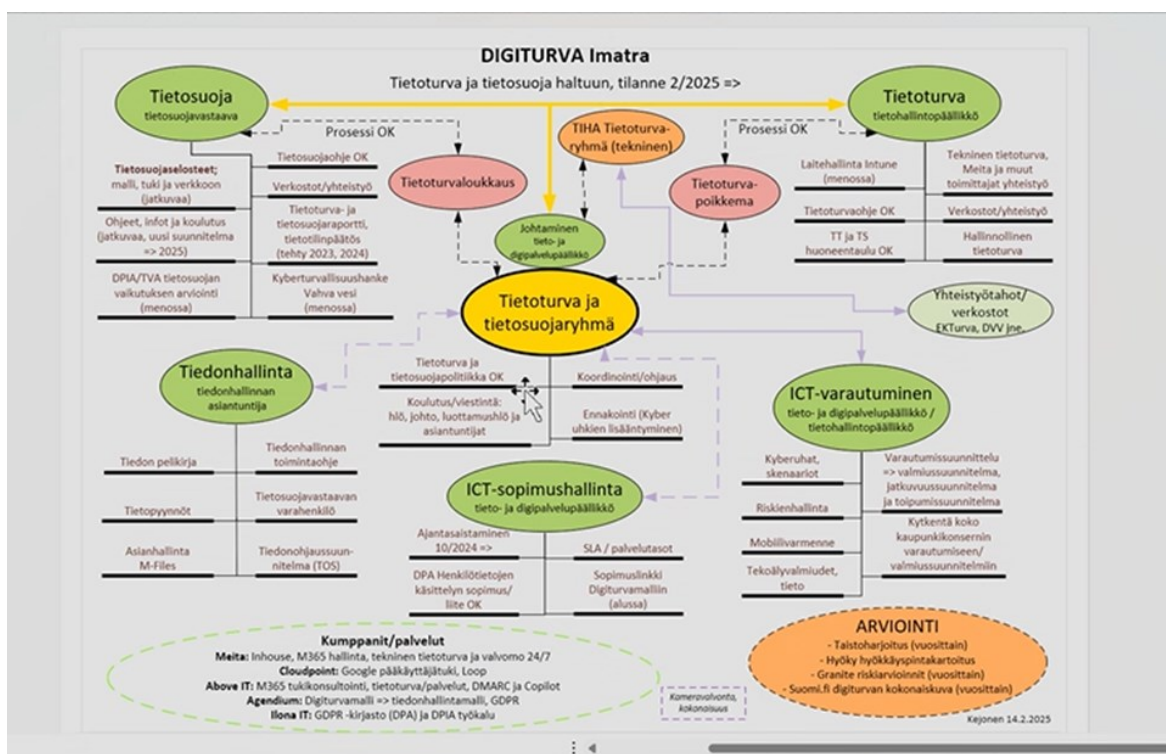 DIGITURVA Imatra
Tietoturva ja tietosuoja haltuun, tilanne 2/2025 =>
Tietosuoja
tietosuojavastaava
Prosessi OK
TIHA Tietoturva-
ryhmä (tekninen)
Prosessi OK
Tietoturva
tietohallintopäällikkö
Tietoturvaloukkaus
Tietoturva-
poikkema
Johtaminen
tieto- ja
digipalvelupäällikkö
Tietoturva ja
tietosuojaryhmä
Tietosuojaselosteet;
malli, tuki ja verkkoon
(jatkuvaa)
Ohjeet, infot ja koulutus
(jatkuvaa, uusi suunnitelma
=> 2025)
DPIA/TVA tietosuojan
vaikutuksen arviointi
(menossa)
Tietosuojaohje OK
Verkostot/yhteistyö
Tietoturva- ja
tietosuojaraportti,
tietotilinpäätös
(tehty 2023, 2024)
Kyberturvallisuushanke
Vahva vesi
(menossa)
Laitehallinta Intune
(menossa)
Tietoturvaohje OK
TT ja TS
huoneentaulu OK
Tekninen tietoturva,
Meita ja muut
toimittajat yhteistyö
Verkostot/yhteistyö
Hallinnollinen
tietoturva
Yhteistyötahot/
verkostot
EKTurva, DVV jne.
Tiedonhallinta
tiedonhallinnan
asiantuntija
Tiedon pelikirja
Tietopyynnöt
Asianhallinta
M-Files
Tiedonhallinnan
toimintaohje
Tietosuojavastaavan
varahenkilö
Tiedonohjaussuun-
nitelma (TOS)
Tietoturva ja
tietosuojapolitiikka OK
Koulutus/viestintä:
hlö, johto, luottamushlö ja
asiantuntijat
Koordinointi/ohjaus
Ennakointi (Kyber
uhkien lisääntyminen)
ICT-sopimushallinta
tieto- ja digipalvelupäällikkö
Ajantasaistaminen
10/2024 =>
DPA Henkilötietojen
käsittelyn sopimus/
liite OK
SLA / palvelutasot
Sopimuslinkki
Digiturvamalliin
(alussa)
ICT-varautuminen
tieto- ja digipalvelupäällikkö /
tietohallintopäällikkö
Kyberuhat,
skenaariot
Riskienhallinta
Mobiilivarmenne
Tekoälyvalmiudet,
tieto
Varautumissuunnittelu
=> valmiussuunnitelma,
jatkuvuussuunnitelma
ja toipumissuunnitelma
Kytkentä koko
kaupunkikonsernin
varautumiseen/
valmiussuunnitelmiin
Kumppanit/palvelut
Meita: Inhouse, M365 hallinta, tekninen tietoturva ja valvomo 24/7
Cloudpoint: Google pääkäyttäjätuki, Loop
Above IT: M365 tukikonsultointi, tietoturva/palvelut, DMARC ja Copilot
Agendium: Digiturvamalli => tiedonhallintamalli, GDPR
Ilona IT: GDPR -kirjasto (DPA) ja DPIA työkalu
Kameravalvonta,
kokonaisuus
ARVIOINTI
- Taistoharjoitus (vuosittain)
- Hyöky hyökkäyspintakartoitus
- Granite riskiarvioinnit (vuosittain)
- Suomi.fi digiturvan kokonaiskuva (vuosittain)
Kejonen 14.2.2025